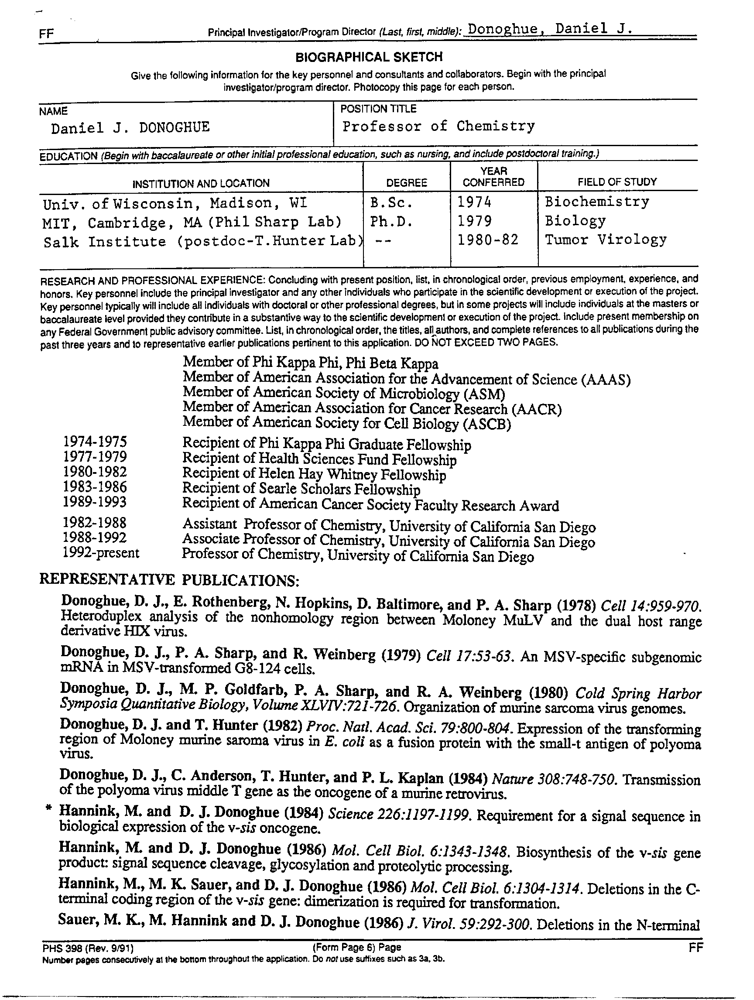 FF
Principal Investigator/Program Director (Last, first, middle): Donoghue, Daniel J.
BIOGRAPHICAL SKETCH
Give the following information for the key personnel and consultants and collaborators. Begin with the principal
investigator/program director. Photocopy this page for each person.
NAME
Daniel J. DONOGHUE
POSITION TITLE
Professor of Chemistry
EDUCATION (Begin with baccalaureate or other initial professional education, such as nursing, and include postdoctoral training.)
INSTITUTION AND LOCATION DEGREE YEAR CONFERRED FIELD OF STUDY
Univ. of Wisconsin, Madison, WI B.Sc. 1974 Biochemistry
MIT, Cambridge, MA (Phil Sharp Lab) Ph.D. 1979 Biology
Salk Institute (postdoc-T.Hunter Lab) -- 1980-82 Tumor Virology
RESEARCH AND PROFESSIONAL EXPERIENCE: Concluding with present position, list, in chronological order, previous employment, experience, and
honors. Key personnel include the principal investigator and any other individuals who participate in the scientific development or execution of the project.
Key personnel typically will include all individuals with doctoral or other professional degrees, but in some projects will include individuals at the masters or
baccalaureate level provided they contribute in a substantive way to the scientific development or execution of the project. Include present membership on
any Federal Government public advisory committee. List, in chronological order, the titles, all authors, and complete references to all publications during the
past three years and to representative earlier publications pertinent to this application. DO NOT EXCEED TWO PAGES.
Member of Phi Kappa Phi, Phi Beta Kappa
Member of American Association for the Advancement of Science (AAAS)
Member of American Society of Microbiology (ASM)
Member of American Association for Cancer Research (AACR)
Member of American Society for Cell Biology (ASCB)
1974-1975 Recipient of Phi Kappa Phi Graduate Fellowship
1977-1979 Recipient of Health Sciences Fund Fellowship
1980-1982 Recipient of Helen Hay Whitney Fellowship
1983-1986 Recipient of Searle Scholars Fellowship
1989-1993 Recipient of American Cancer Society Faculty Research Award
1982-1988 Assistant Professor of Chemistry, University of California San Diego
1988-1992 Associate Professor of Chemistry, University of California San Diego
1992-present Professor of Chemistry, University of California San Diego
REPRESENTATIVE PUBLICATIONS:
Donoghue, D. J., E. Rothenberg, N. Hopkins, D. Baltimore, and P. A. Sharp (1978) Cell 14:959-970.
Heteroduplex analysis of the nonhomology region between Moloney MuLV and the dual host range
derivative HIX virus.
Donoghue, D. J., P. A. Sharp, and R. Weinberg (1979) Cell 17:53-63. An MSV-specific subgenomic
mRNA in MSV-transformed G8-124 cells.
Donoghue, D. J., M. P. Goldfarb, P. A. Sharp, and R. A. Weinberg (1980) Cold Spring Harbor
Symposia Quantitative Biology, Volume XLVIV:721-726. Organization of murine sarcoma virus genomes.
Donoghue, D. J. and T. Hunter (1982) Proc. Natl. Acad. Sci. 79:800-804. Expression of the transforming
region of Moloney murine saroma virus in E. coli as a fusion protein with the small-t antigen of polyoma
virus.
Donoghue, D. J., C. Anderson, T. Hunter, and P. L. Kaplan (1984) Nature 308:748-750. Transmission
of the polyoma virus middle T gene as the oncogene of a murine retrovirus.
* Hannink, M. and D. J. Donoghue (1984) Science 226:1197-1199. Requirement for a signal sequence in
biological expression of the v-sis oncogene.
Hannink, M. and D. J. Donoghue (1986) Mol. Cell Biol. 6:1343-1348. Biosynthesis of the v-sis gene
product: signal sequence cleavage, glycosylation and proteolytic processing.
Hannink, M., M. K. Sauer, and D. J. Donoghue (1986) Mol. Cell Biol. 6:1304-1314. Deletions in the C-
terminal coding region of the v-sis gene: dimerization is required for transformation.
Sauer, M. K., M. Hannink and D. J. Donoghue (1986) J. Virol. 59:292-300. Deletions in the N-terminal
PHS 398 (Rev. 9/91) (Form Page 6) Page FF
Number pages consecutively at the bottom throughout the application. Do not use suffixes such as 3a, 3b.